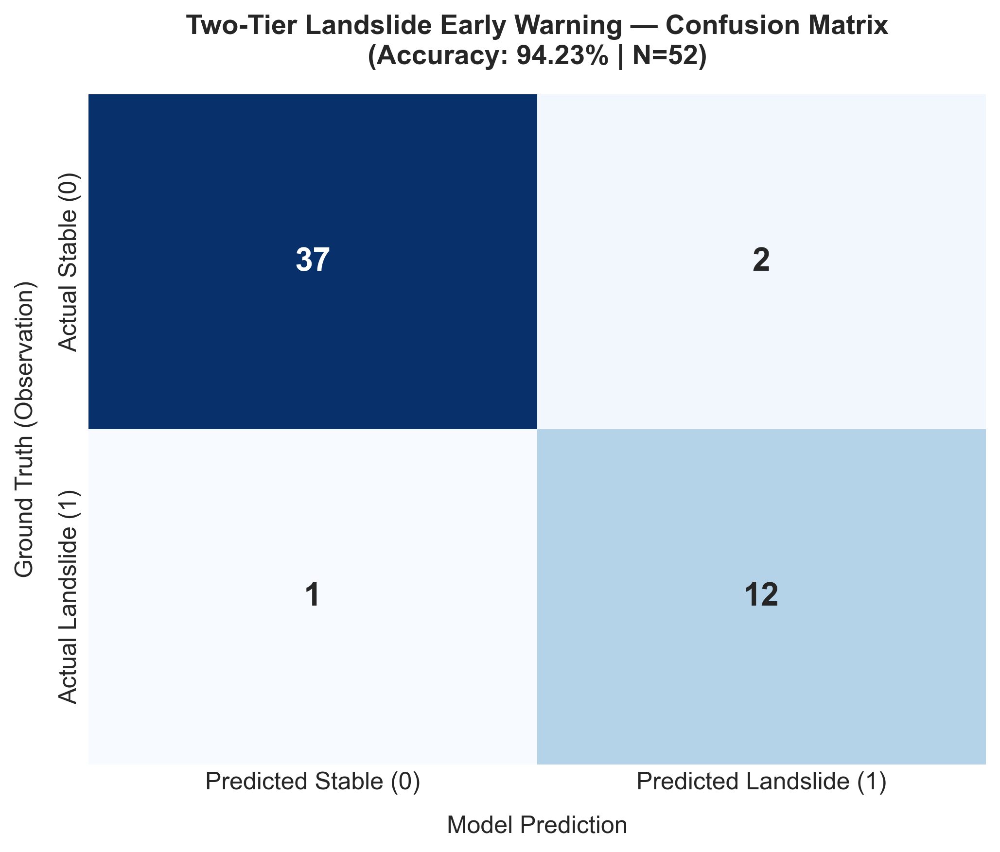 Two-Tier Landslide Early Warning — Confusion Matrix
(Accuracy: 94.23% | N=52)
Ground Truth (Observation)
Actual Stable (0)
37
2
Actual Landslide (1)
1
12
Predicted Stable (0)
Predicted Landslide (1)
Model Prediction